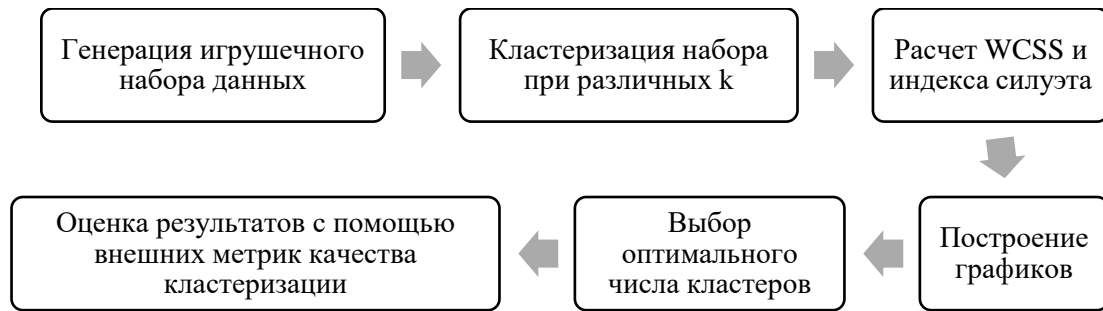 Генерация игрушечного
набора данных
Кластеризация набора
при различных k
Расчет WCSS и
индекса силуэта
Построение
графиков
Выбор
оптимального
числа кластеров
Оценка результатов с помощью
внешних метрик качества
кластеризации